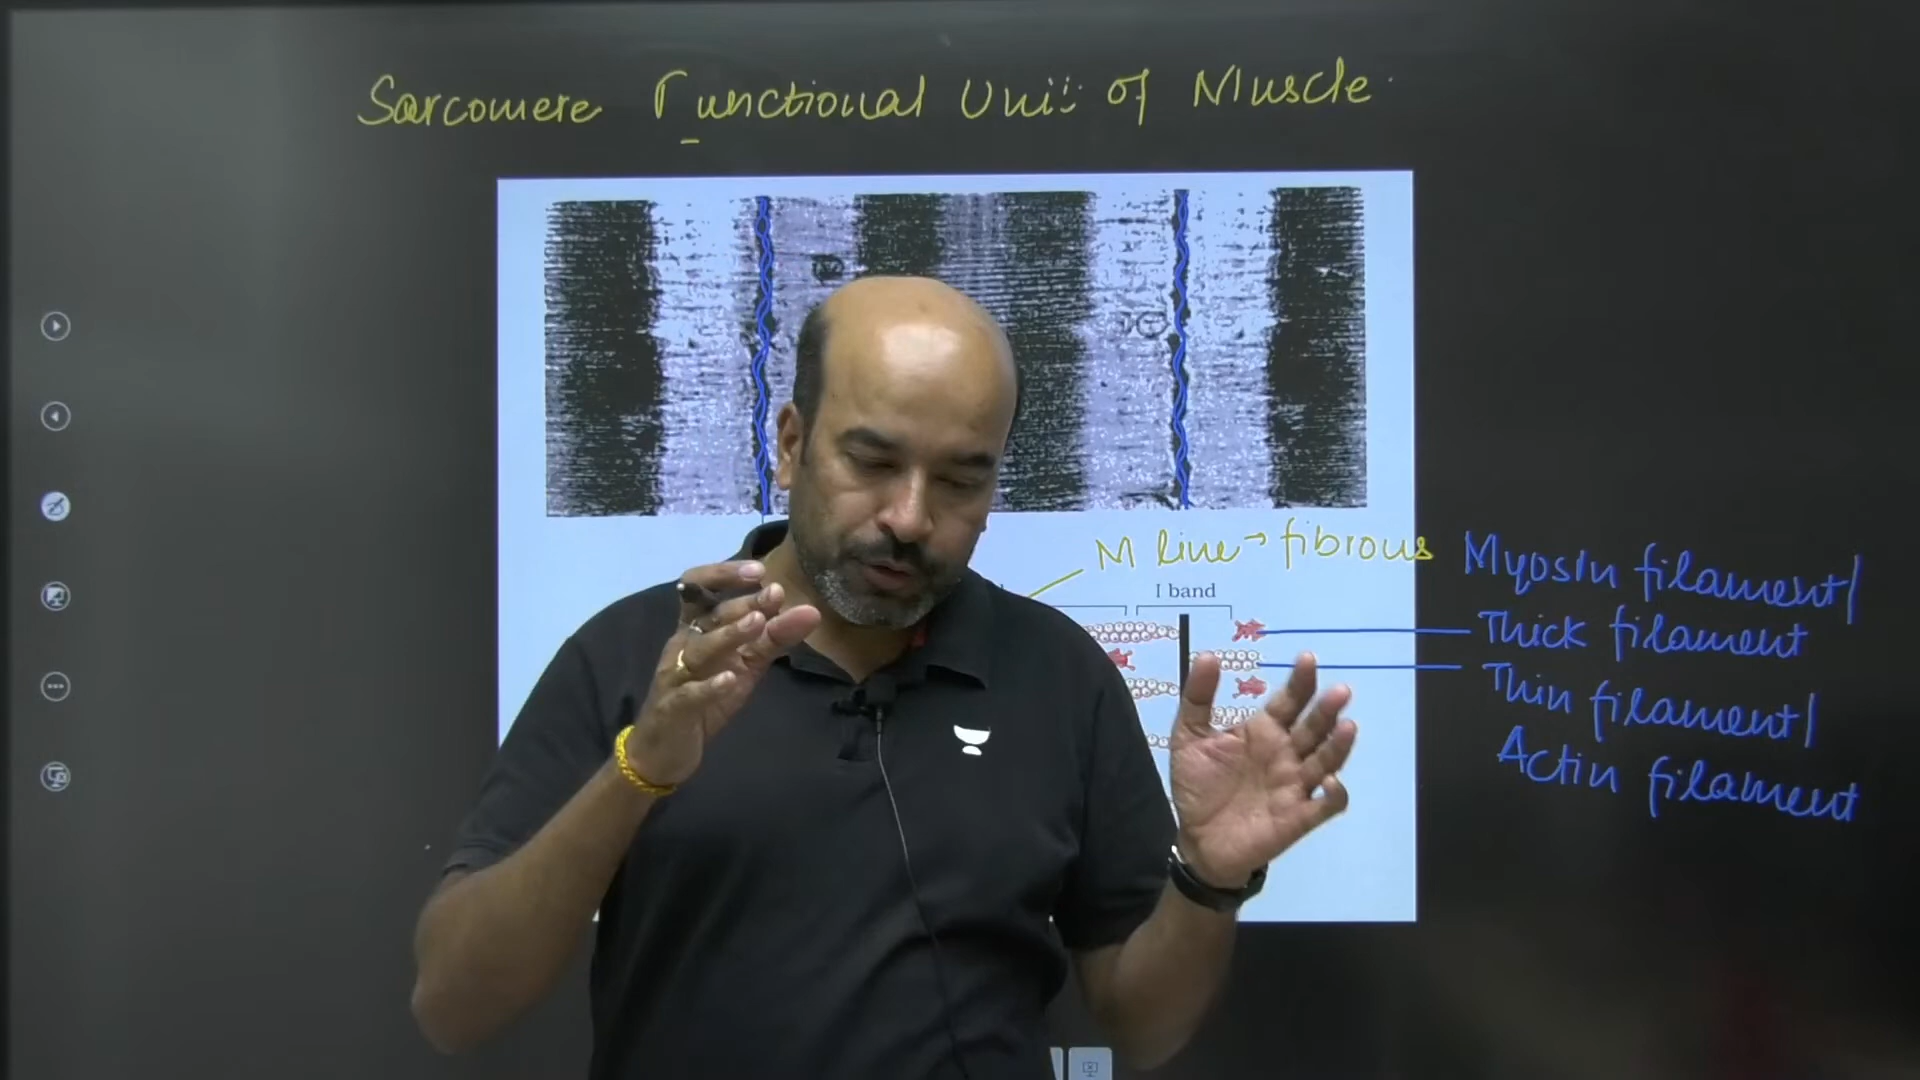 Sarcomere Functional Unit of Muscle
M line → fibrous
I band
Myosin filament/
Thick filament
Thin filament/
Actin filament